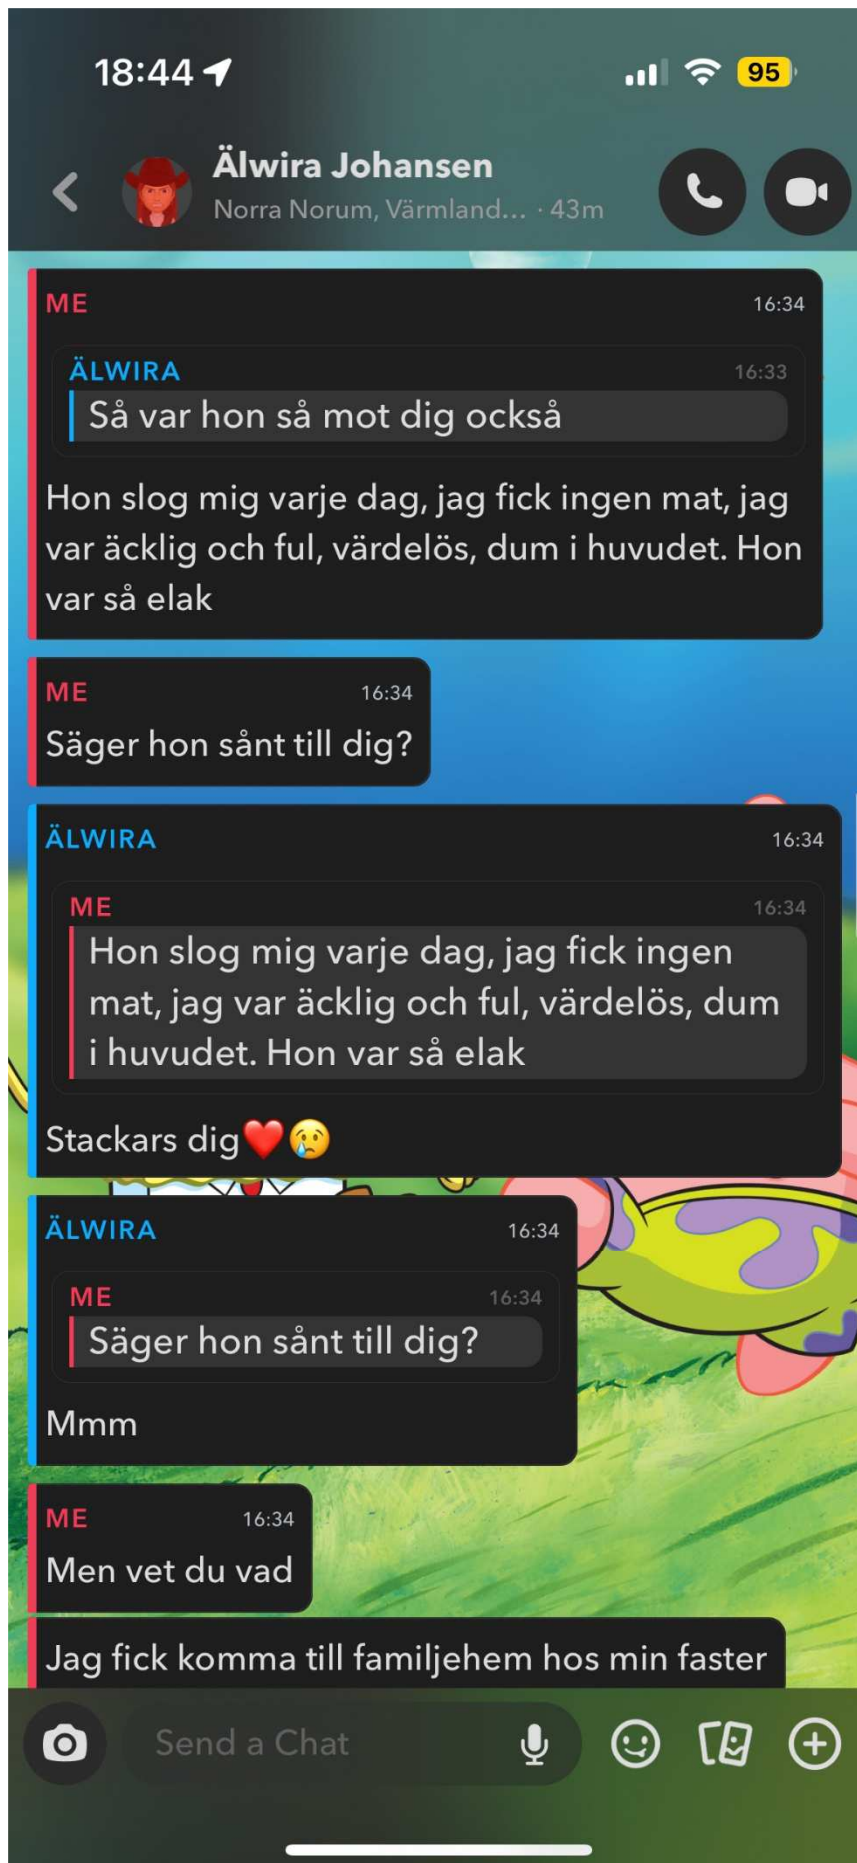 18:44
95
Älwira Johansen
Norra Norum, Värmland... · 43m
ME 16:34
ÄLWIRA 16:33
Så var hon så mot dig också
Hon slog mig varje dag, jag fick ingen mat, jag
var äcklig och ful, värdelös, dum i huvudet. Hon
var så elak
ME 16:34
Säger hon sånt till dig?
ÄLWIRA 16:34
ME 16:34
Hon slog mig varje dag, jag fick ingen
mat, jag var äcklig och ful, värdelös, dum
i huvudet. Hon var så elak
Stackars dig❤️😢
ÄLWIRA 16:34
ME 16:34
Säger hon sånt till dig?
Mmm
ME 16:34
Men vet du vad
Jag fick komma till familjehem hos min faster
Send a Chat